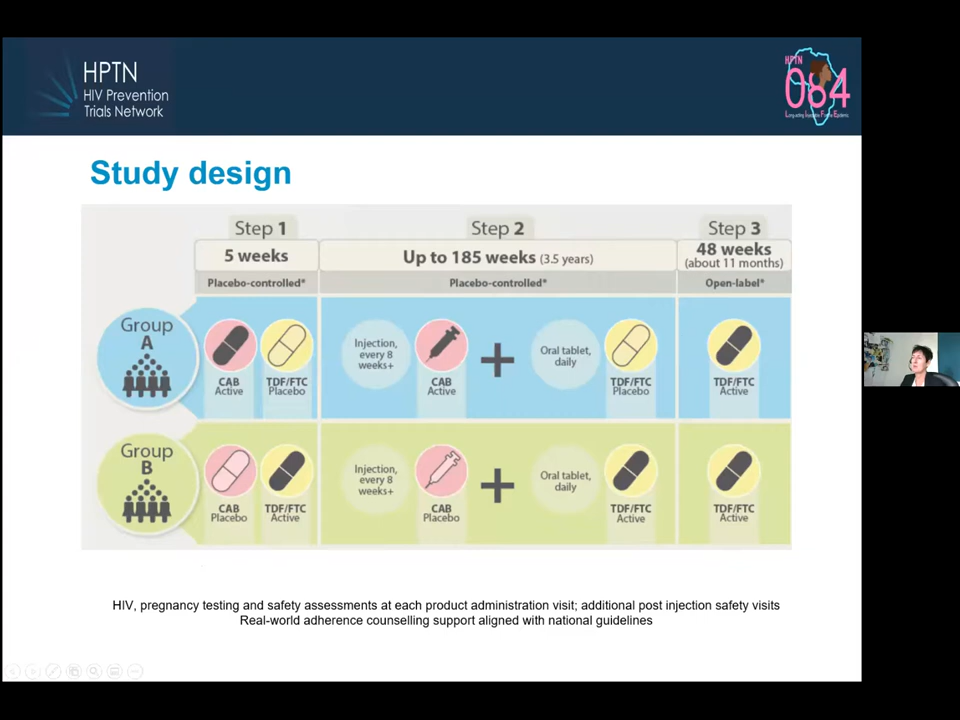 HPTN
HIV Prevention
Trials Network
HPTN
084
Study design
Step 1
Step 2
Step 3
5 weeks
Up to 185 weeks (3.5 years)
48 weeks
(about 11 months)
Placebo-controlled*
Placebo-controlled*
Open-label*
Group
A
CAB
Active
TDF/FTC
Placebo
Injection,
every 8
weeks+
CAB
Active
+
Oral tablet,
daily
TDF/FTC
Placebo
TDF/FTC
Active
Group
B
CAB
Placebo
TDF/FTC
Active
Injection,
every 8
weeks+
CAB
Placebo
+
Oral tablet,
daily
TDF/FTC
Active
TDF/FTC
Active
HIV, pregnancy testing and safety assessments at each product administration visit; additional post injection safety visits
Real-world adherence counselling support aligned with national guidelines